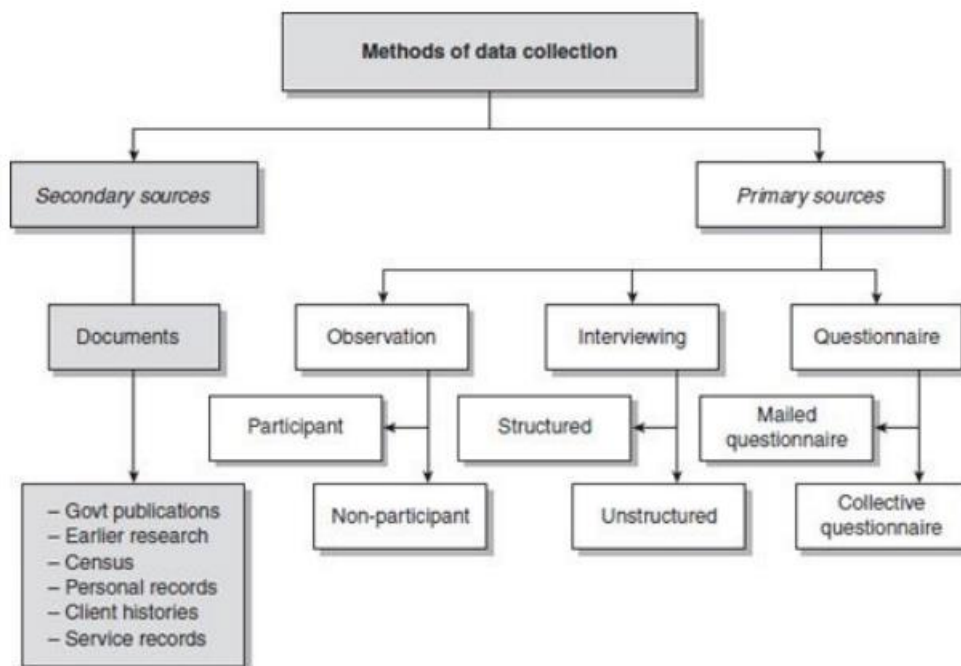 Methods of data collection
Secondary sources
Primary sources
Documents
Observation
Interviewing
Questionnaire
Participant
Structured
Mailed
questionnaire
Non-participant
Unstructured
Collective
questionnaire
– Govt publications
– Earlier research
– Census
– Personal records
– Client histories
– Service records